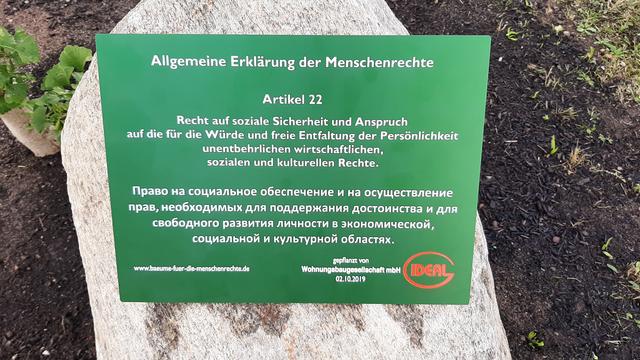 Allgemeine Erklärung der Menschenrechte
Artikel 22
Recht auf soziale Sicherheit und Anspruch
auf die für die Würde und freie Entfaltung der Persönlichkeit
unentbehrlichen wirtschaftlichen,
sozialen und kulturellen Rechte.
Право на социальное обеспечение и на осуществление
прав, необходимых для поддержания достоинства и для
свободного развития личности в экономической,
социальной и культурной областях.
www.baeume-fuer-die-menschenrechte.de
gepflanzt von
Wohnungsbaugesellschaft mbH
02.10.2019
IDEAL